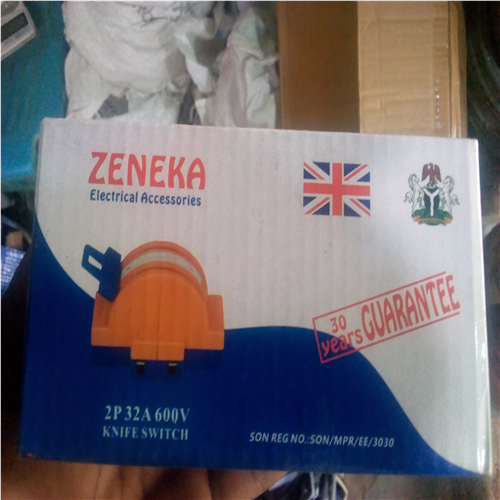 ZENEKA
Electrical Accessories
30
years GUARANTEE
2P 32A 600V
KNIFE SWITCH
SON REG NO.:SON/MPR/EE/3030